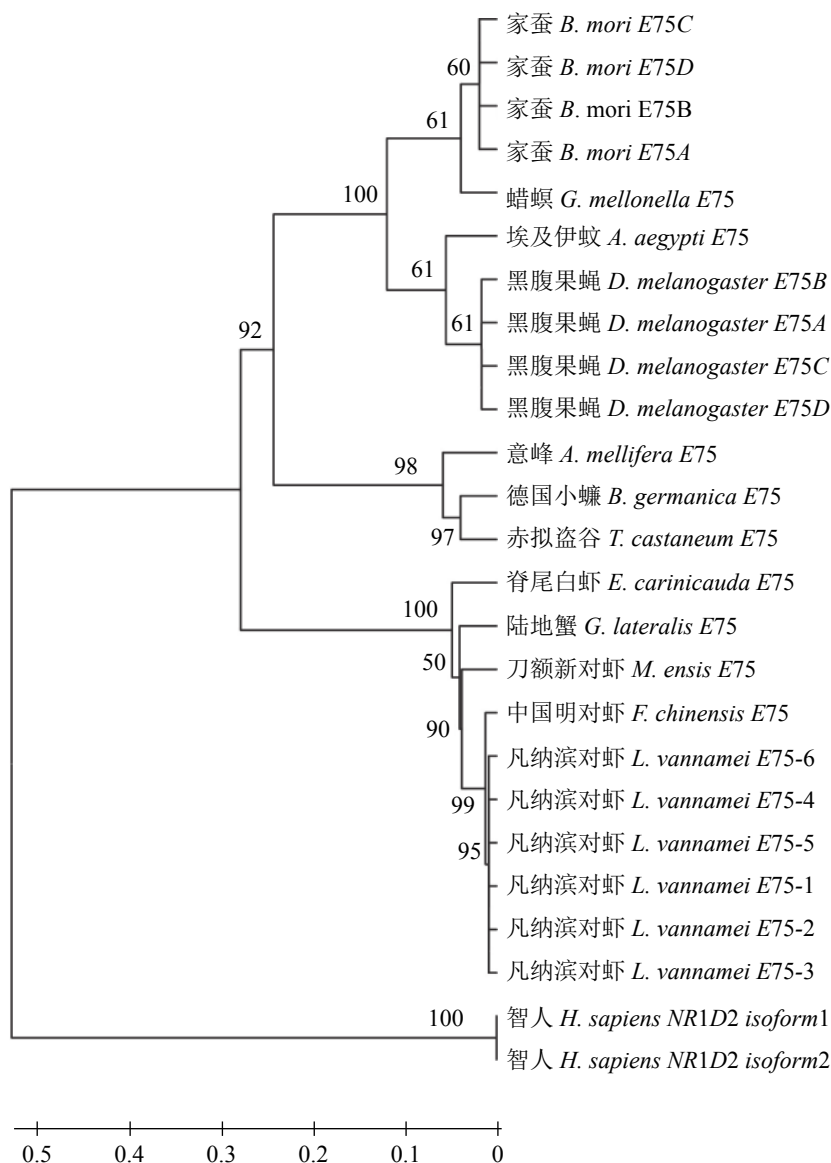 家蚕 B. mori E75C
60
家蚕 B. mori E75D
家蚕 B. mori E75B
61
家蚕 B. mori E75A
100
蜡螟 G. mellonella E75
埃及伊蚊 A. aegypti E75
61
黑腹果蝇 D. melanogaster E75B
92
61
黑腹果蝇 D. melanogaster E75A
黑腹果蝇 D. melanogaster E75C
黑腹果蝇 D. melanogaster E75D
意峰 A. mellifera E75
98
德国小蠊 B. germanica E75
97
赤拟盗谷 T. castaneum E75
脊尾白虾 E. carinicauda E75
100
陆地蟹 G. lateralis E75
50
刀额新对虾 M. ensis E75
中国明对虾 F. chinensis E75
90
凡纳滨对虾 L. vannamei E75-6
99
凡纳滨对虾 L. vannamei E75-4
95
凡纳滨对虾 L. vannamei E75-5
凡纳滨对虾 L. vannamei E75-1
凡纳滨对虾 L. vannamei E75-2
凡纳滨对虾 L. vannamei E75-3
100
智人 H. sapiens NR1D2 isoform1
智人 H. sapiens NR1D2 isoform2
0.5 0.4 0.3 0.2 0.1 0